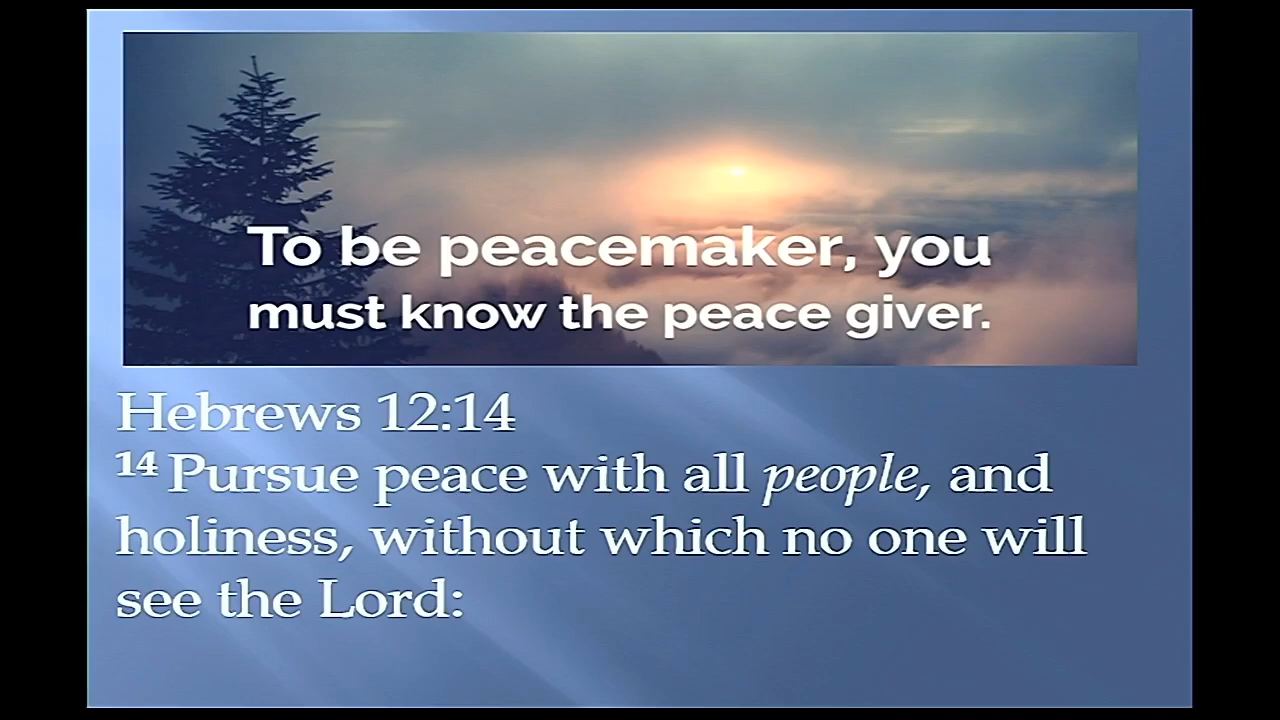 To be peacemaker, you
must know the peace giver.
Hebrews 12:14
14 Pursue peace with all people, and
holiness, without which no one will
see the Lord: